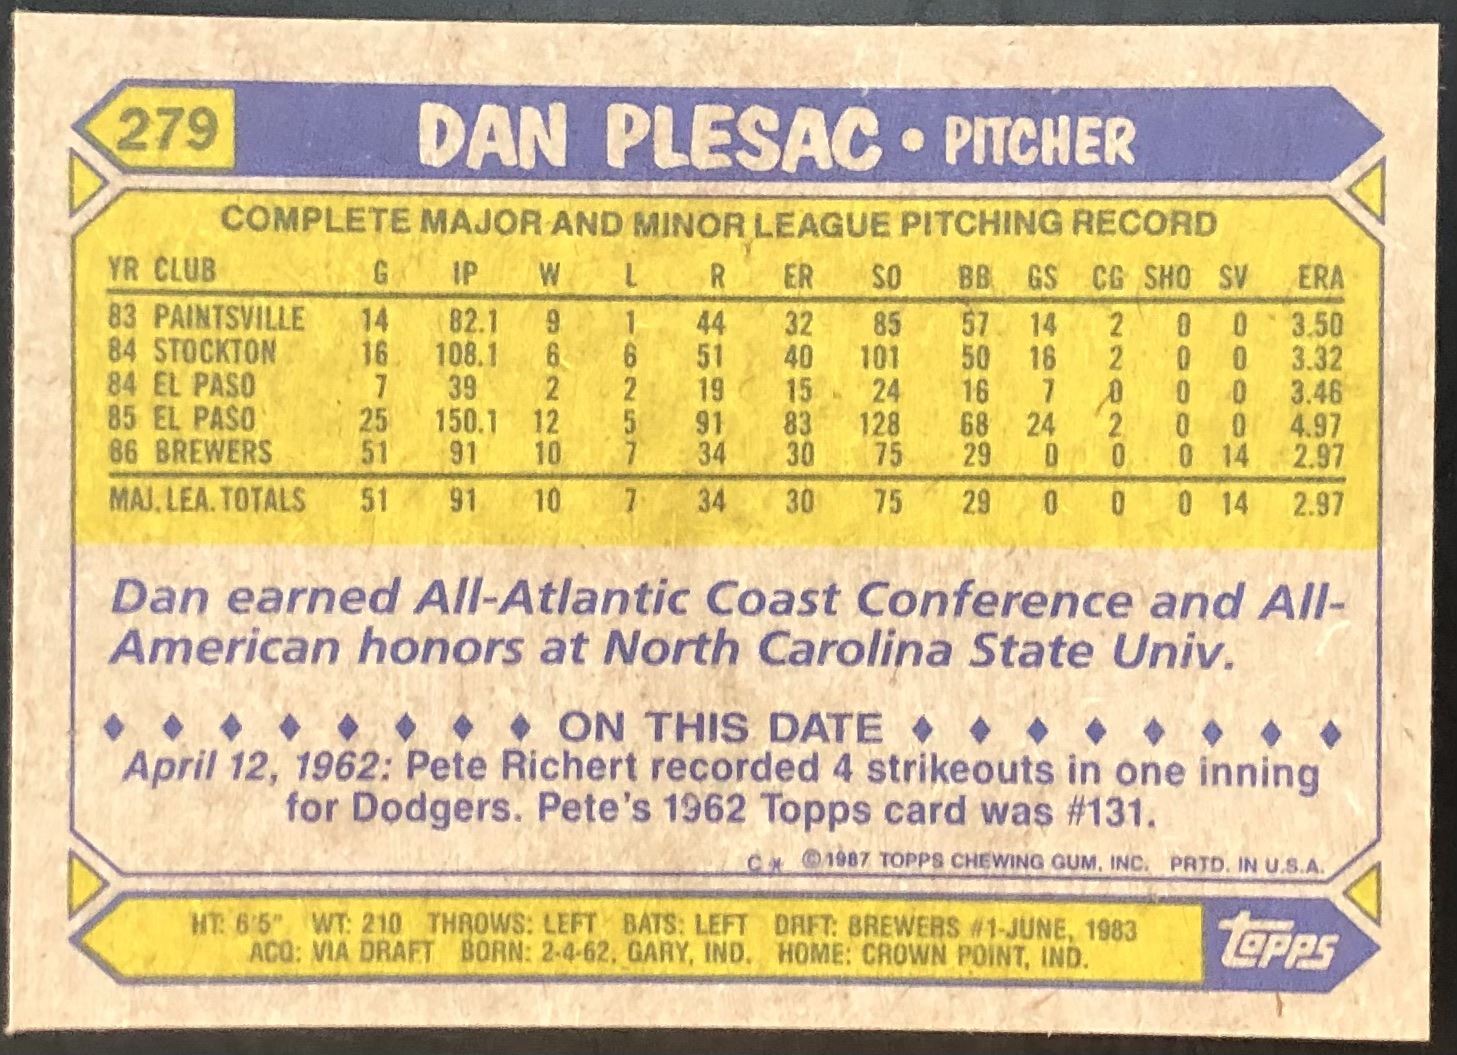 279 DAN PLESAC • PITCHER
COMPLETE MAJOR AND MINOR LEAGUE PITCHING RECORD
YR CLUB G IP W L R ER SO BB GS CG SHO SV ERA
83 PAINTSVILLE 14 82.1 9 1 44 32 85 57 14 2 0 0 3.50
84 STOCKTON 16 108.1 6 6 51 40 101 50 16 2 0 0 3.32
84 EL PASO 7 39 2 2 19 15 24 16 7 0 0 0 3.46
85 EL PASO 25 150.1 12 5 91 83 128 68 24 2 0 0 4.97
86 BREWERS 51 91 10 7 34 30 75 29 0 0 0 14 2.97
MAJ. LEA. TOTALS 51 91 10 7 34 30 75 29 0 0 0 14 2.97
Dan earned All-Atlantic Coast Conference and All-
American honors at North Carolina State Univ.
♦ ♦ ♦ ♦ ♦ ♦ ♦ ♦ ON THIS DATE ♦ ♦ ♦ ♦ ♦ ♦ ♦ ♦
April 12, 1962: Pete Richert recorded 4 strikeouts in one inning
for Dodgers. Pete's 1962 Topps card was #131.
C * ©1987 TOPPS CHEWING GUM, INC. PRTD. IN U.S.A.
HT: 6'5" WT: 210 THROWS: LEFT BATS: LEFT DRFT: BREWERS #1-JUNE, 1983
ACQ: VIA DRAFT BORN: 2-4-62, GARY, IND. HOME: CROWN POINT, IND.
topps